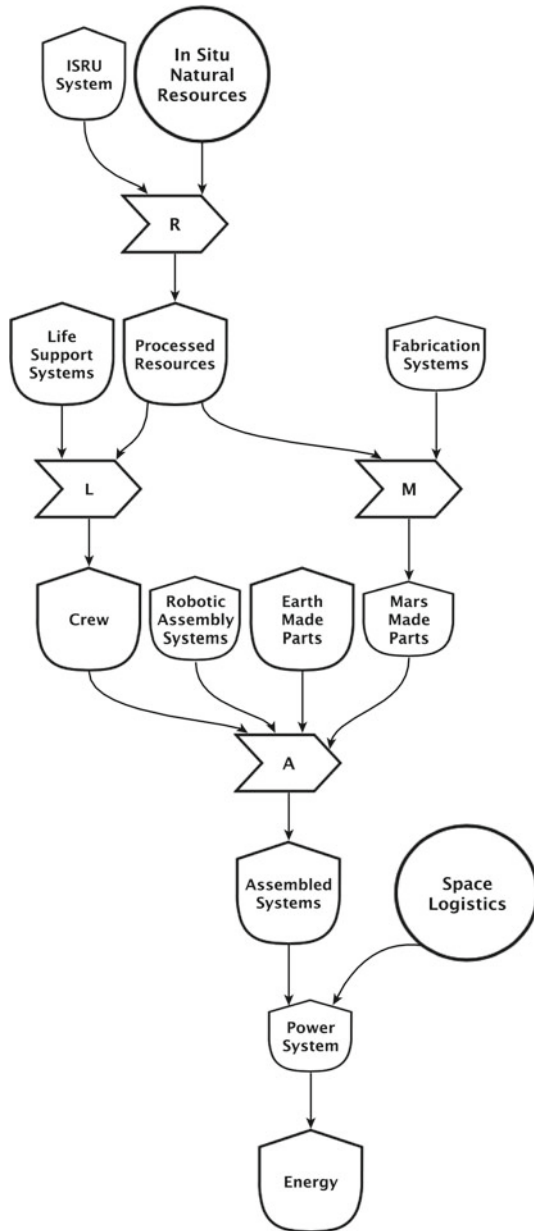 ISRU
System
In Situ
Natural
Resources
R
Life
Support
Systems
Processed
Resources
Fabrication
Systems
L
M
Crew
Robotic
Assembly
Systems
Earth
Made
Parts
Mars
Made
Parts
A
Assembled
Systems
Space
Logistics
Power
System
Energy